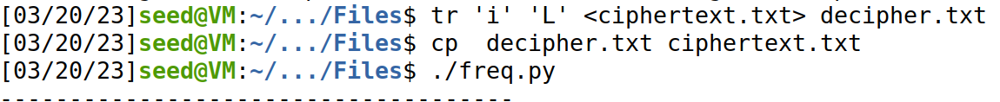 [03/20/23]seed@VM:~/.../Files$ tr 'i' 'L' <ciphertext.txt> decipher.txt
[03/20/23]seed@VM:~/.../Files$ cp  decipher.txt ciphertext.txt
[03/20/23]seed@VM:~/.../Files$ ./freq.py
-------------------------------------